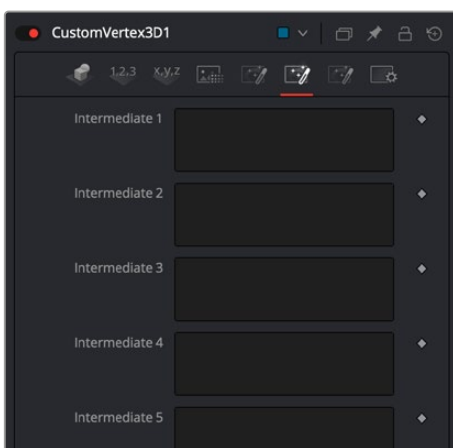 CustomVertex3D1
1,2,3 x,y,z
Intermediate 1
Intermediate 2
Intermediate 3
Intermediate 4
Intermediate 5